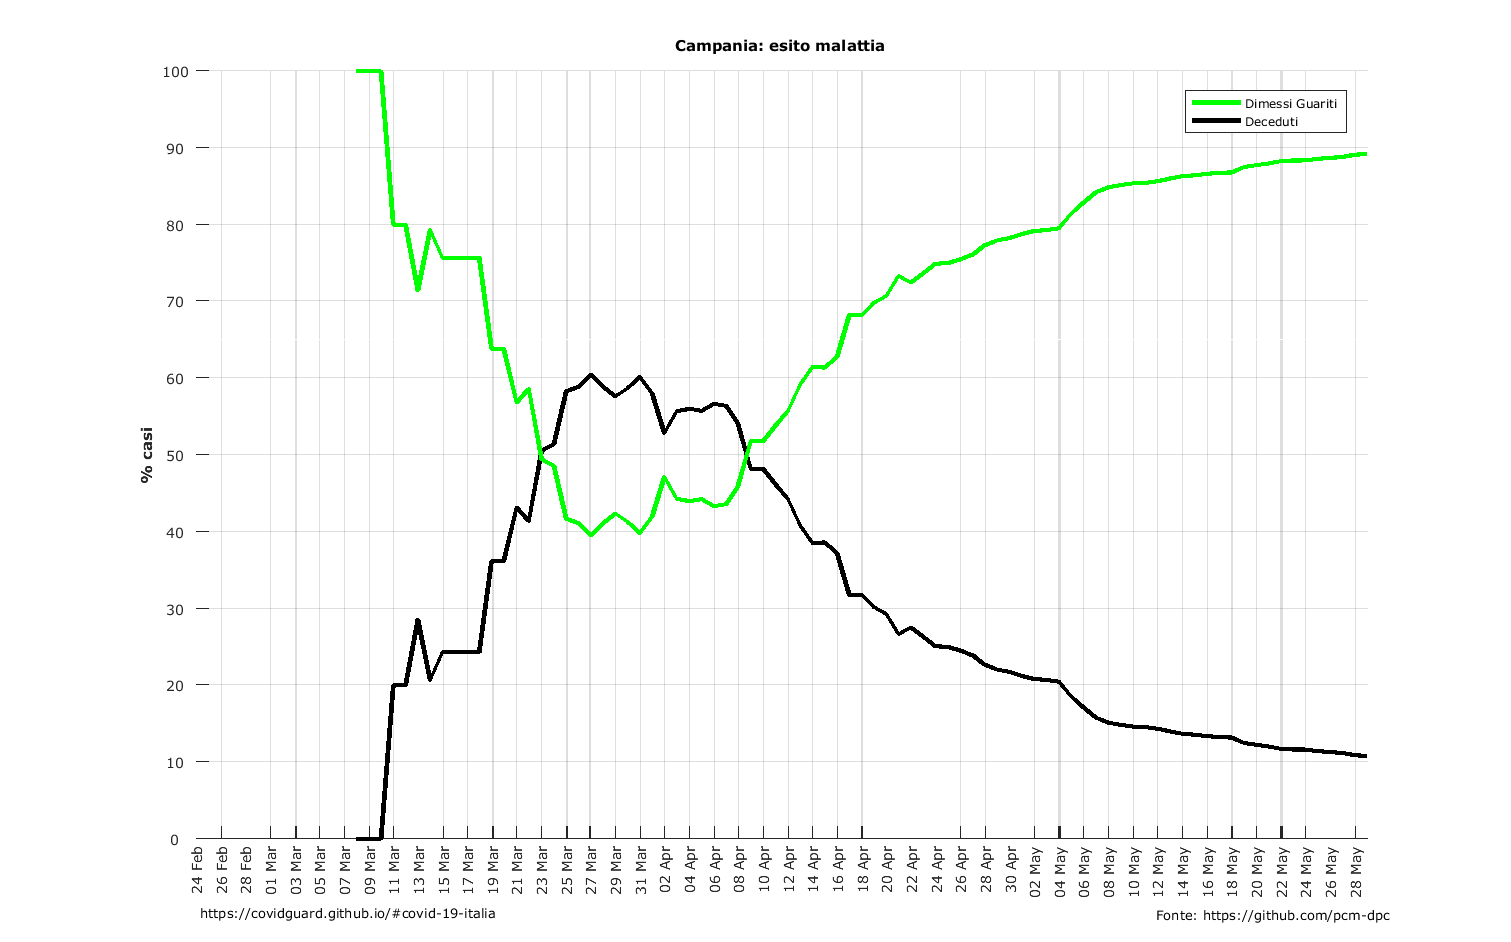 Campania: esito malattia
Dimessi Guariti
Deceduti
% casi
100
90
80
70
60
50
40
30
20
10
0
24 Feb
26 Feb
28 Feb
01 Mar
03 Mar
05 Mar
07 Mar
09 Mar
11 Mar
13 Mar
15 Mar
17 Mar
19 Mar
21 Mar
23 Mar
25 Mar
27 Mar
29 Mar
31 Mar
02 Apr
04 Apr
06 Apr
08 Apr
10 Apr
12 Apr
14 Apr
16 Apr
18 Apr
20 Apr
22 Apr
24 Apr
26 Apr
28 Apr
30 Apr
02 May
04 May
06 May
08 May
10 May
12 May
14 May
16 May
18 May
20 May
22 May
24 May
26 May
28 May
https://covidguard.github.io/#covid-19-italia
Fonte: https://github.com/pcm-dpc